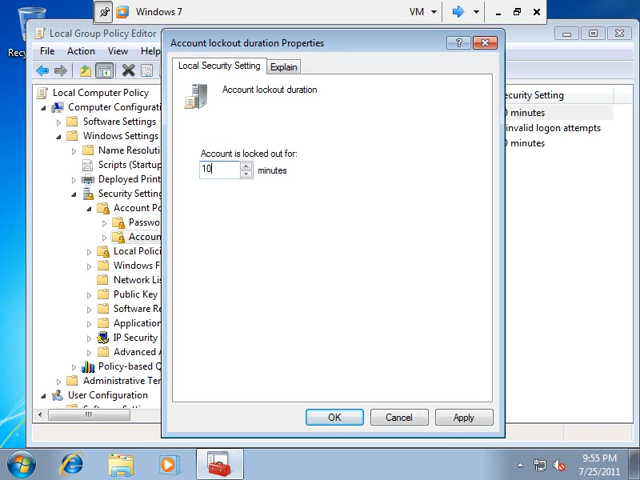 Windows 7
VM
Recy
Local Group Policy Editor
File Action View Help
Local Computer Policy
Computer Configurati
Software Settings
Windows Settings
Name Resolutio
Scripts (Startup
Deployed Print
Security Setting
Account Po
Passwo
Accoun
Local Polici
Windows F
Network Lis
Public Key
Software Re
Application
IP Security
Advanced A
Policy-based Q
Administrative Ter
User Configuration
Account lockout duration Properties
Local Security Setting
Explain
Account lockout duration
Account is locked out for:
10
minutes
OK
Cancel
Apply
ecurity Setting
0 minutes
invalid logon attempts
0 minutes
9:55 PM
7/25/2011